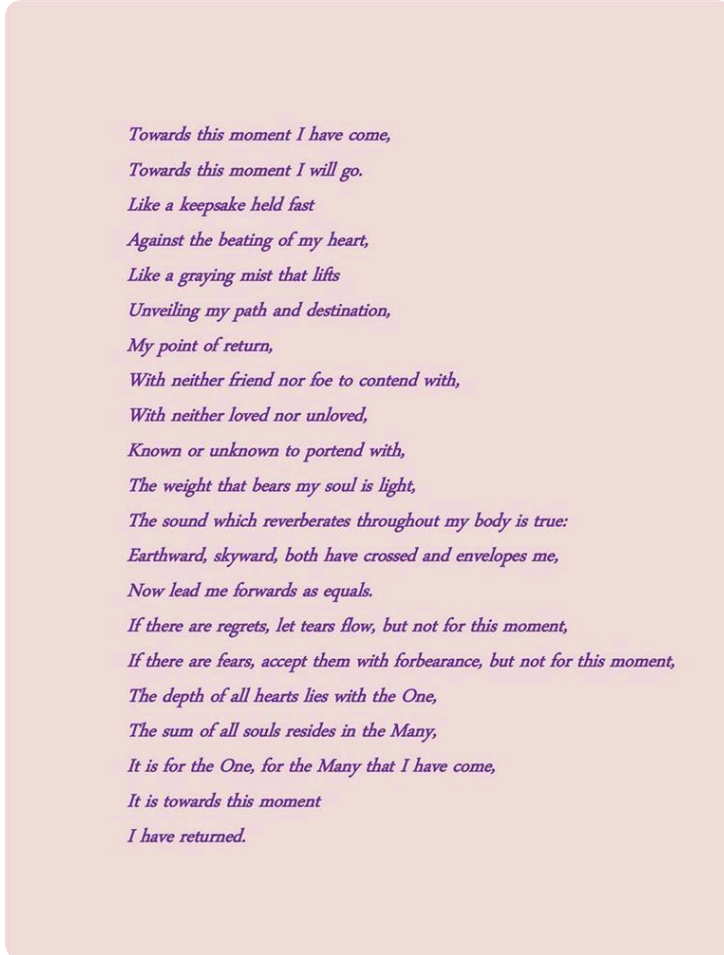 Towards this moment I have come,
Towards this moment I will go.
Like a keepsake held fast
Against the beating of my heart,
Like a graying mist that lifts
Unveiling my path and destination,
My point of return,
With neither friend nor foe to contend with,
With neither loved nor unloved,
Known or unknown to portend with,
The weight that bears my soul is light,
The sound which reverberates throughout my body is true:
Earthward, skyward, both have crossed and envelopes me,
Now lead me forwards as equals.
If there are regrets, let tears flow, but not for this moment,
If there are fears, accept them with forbearance, but not for this moment,
The depth of all hearts lies with the One,
The sum of all souls resides in the Many,
It is for the One, for the Many that I have come,
It is towards this moment
I have returned.